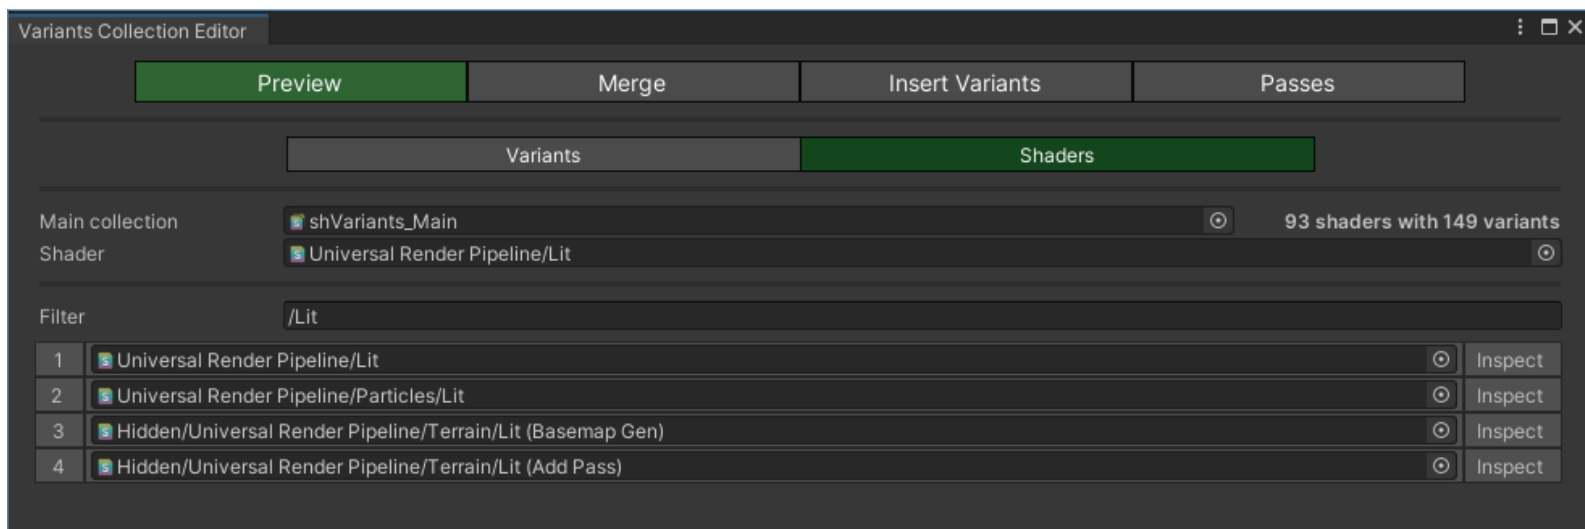 Variants Collection Editor
Preview Merge Insert Variants Passes
Variants Shaders
Main collection shVariants_Main 93 shaders with 149 variants
Shader Universal Render Pipeline/Lit
Filter /Lit
1 Universal Render Pipeline/Lit Inspect
2 Universal Render Pipeline/Particles/Lit Inspect
3 Hidden/Universal Render Pipeline/Terrain/Lit (Basemap Gen) Inspect
4 Hidden/Universal Render Pipeline/Terrain/Lit (Add Pass) Inspect